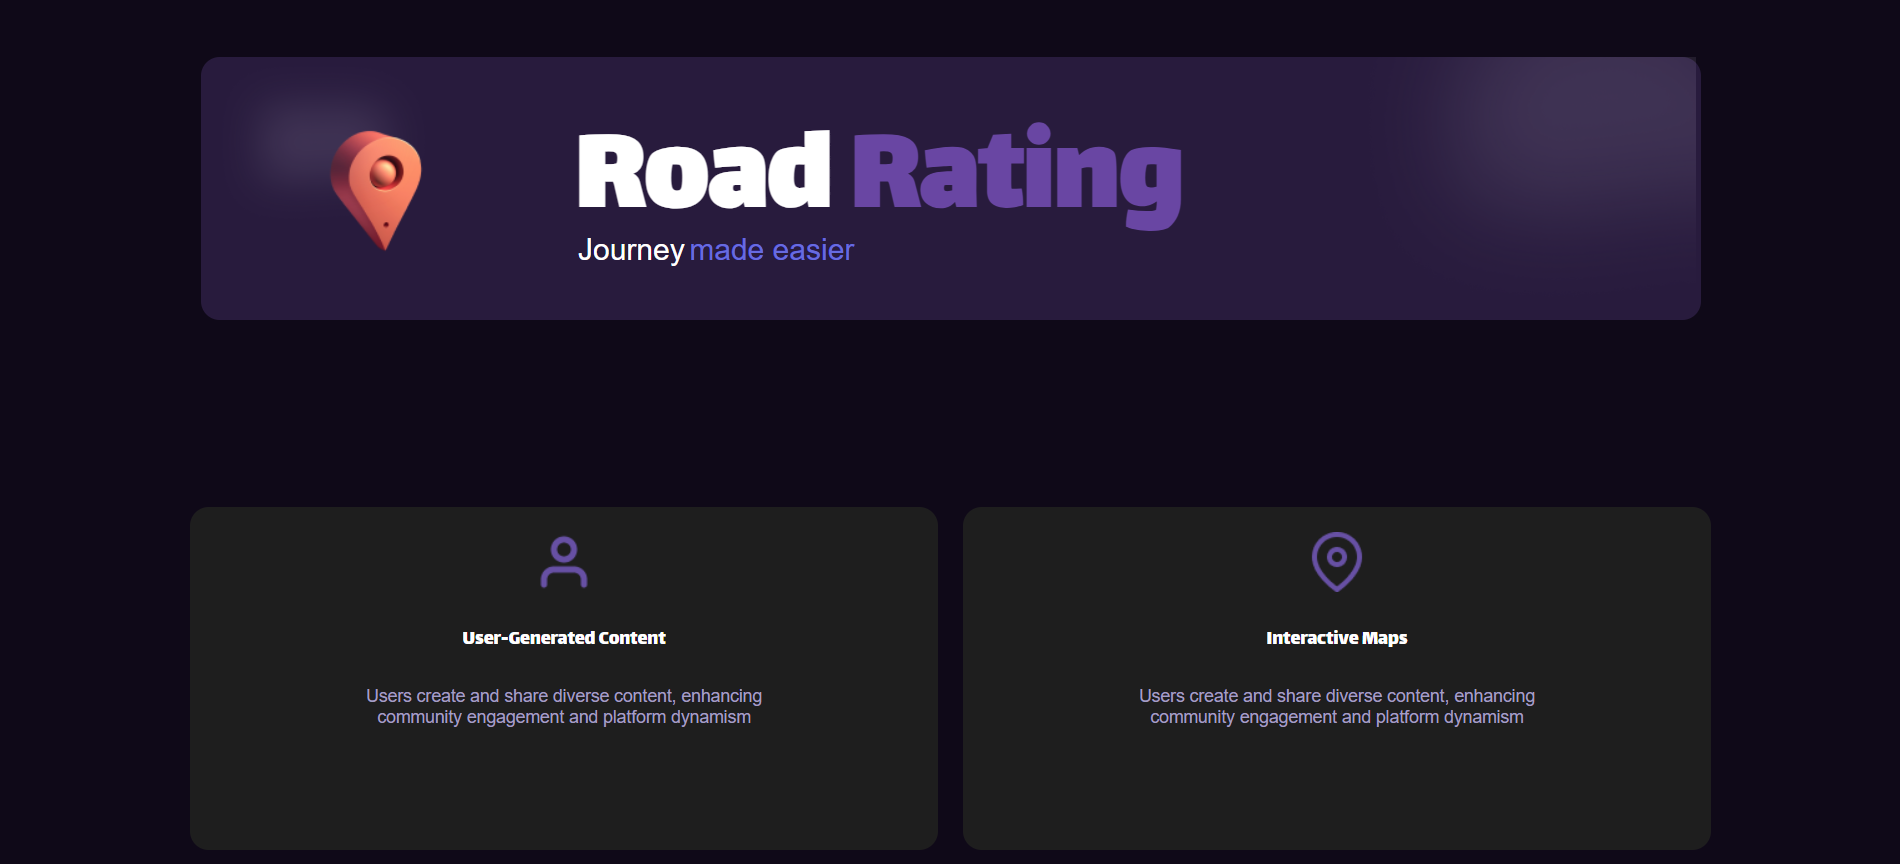 Road Rating
Journey made easier
User-Generated Content
Users create and share diverse content, enhancing
community engagement and platform dynamism
Interactive Maps
Users create and share diverse content, enhancing
community engagement and platform dynamism